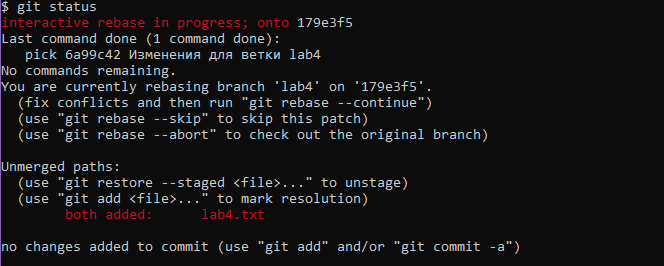 $ git status
interactive rebase in progress; onto 179e3f5
Last command done (1 command done):
   pick 6a99c42 Изменения для ветки lab4
No commands remaining.
You are currently rebasing branch 'lab4' on '179e3f5'.
  (fix conflicts and then run "git rebase --continue")
  (use "git rebase --skip" to skip this patch)
  (use "git rebase --abort" to check out the original branch)

Unmerged paths:
  (use "git restore --staged <file>..." to unstage)
  (use "git add <file>..." to mark resolution)
        both added:      lab4.txt

no changes added to commit (use "git add" and/or "git commit -a")